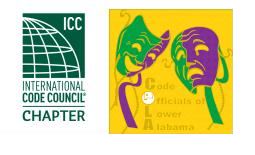 ICC
INTERNATIONAL
CODE COUNCIL®
CHAPTER
Code
Officials of
Lower
Alabama